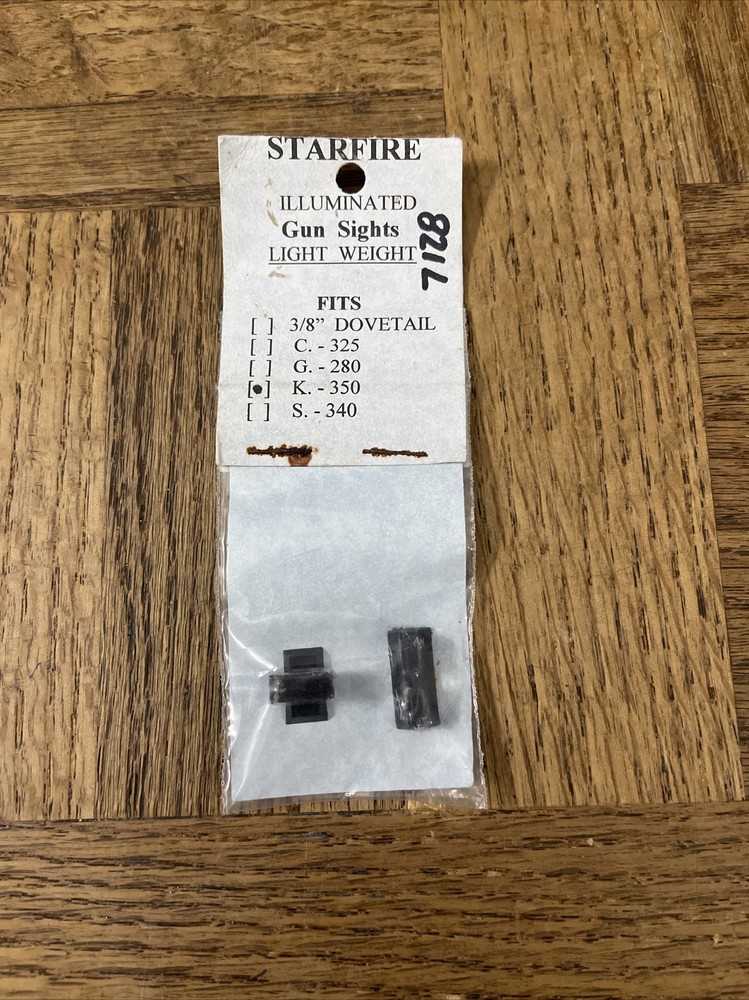 STARFIRE
ILLUMINATED
Gun Sights
LIGHT WEIGHT
7128
FITS
[ ] 3/8” DOVETAIL
[ ] C. - 325
[ ] G. - 280
[•] K. - 350
[ ] S. - 340